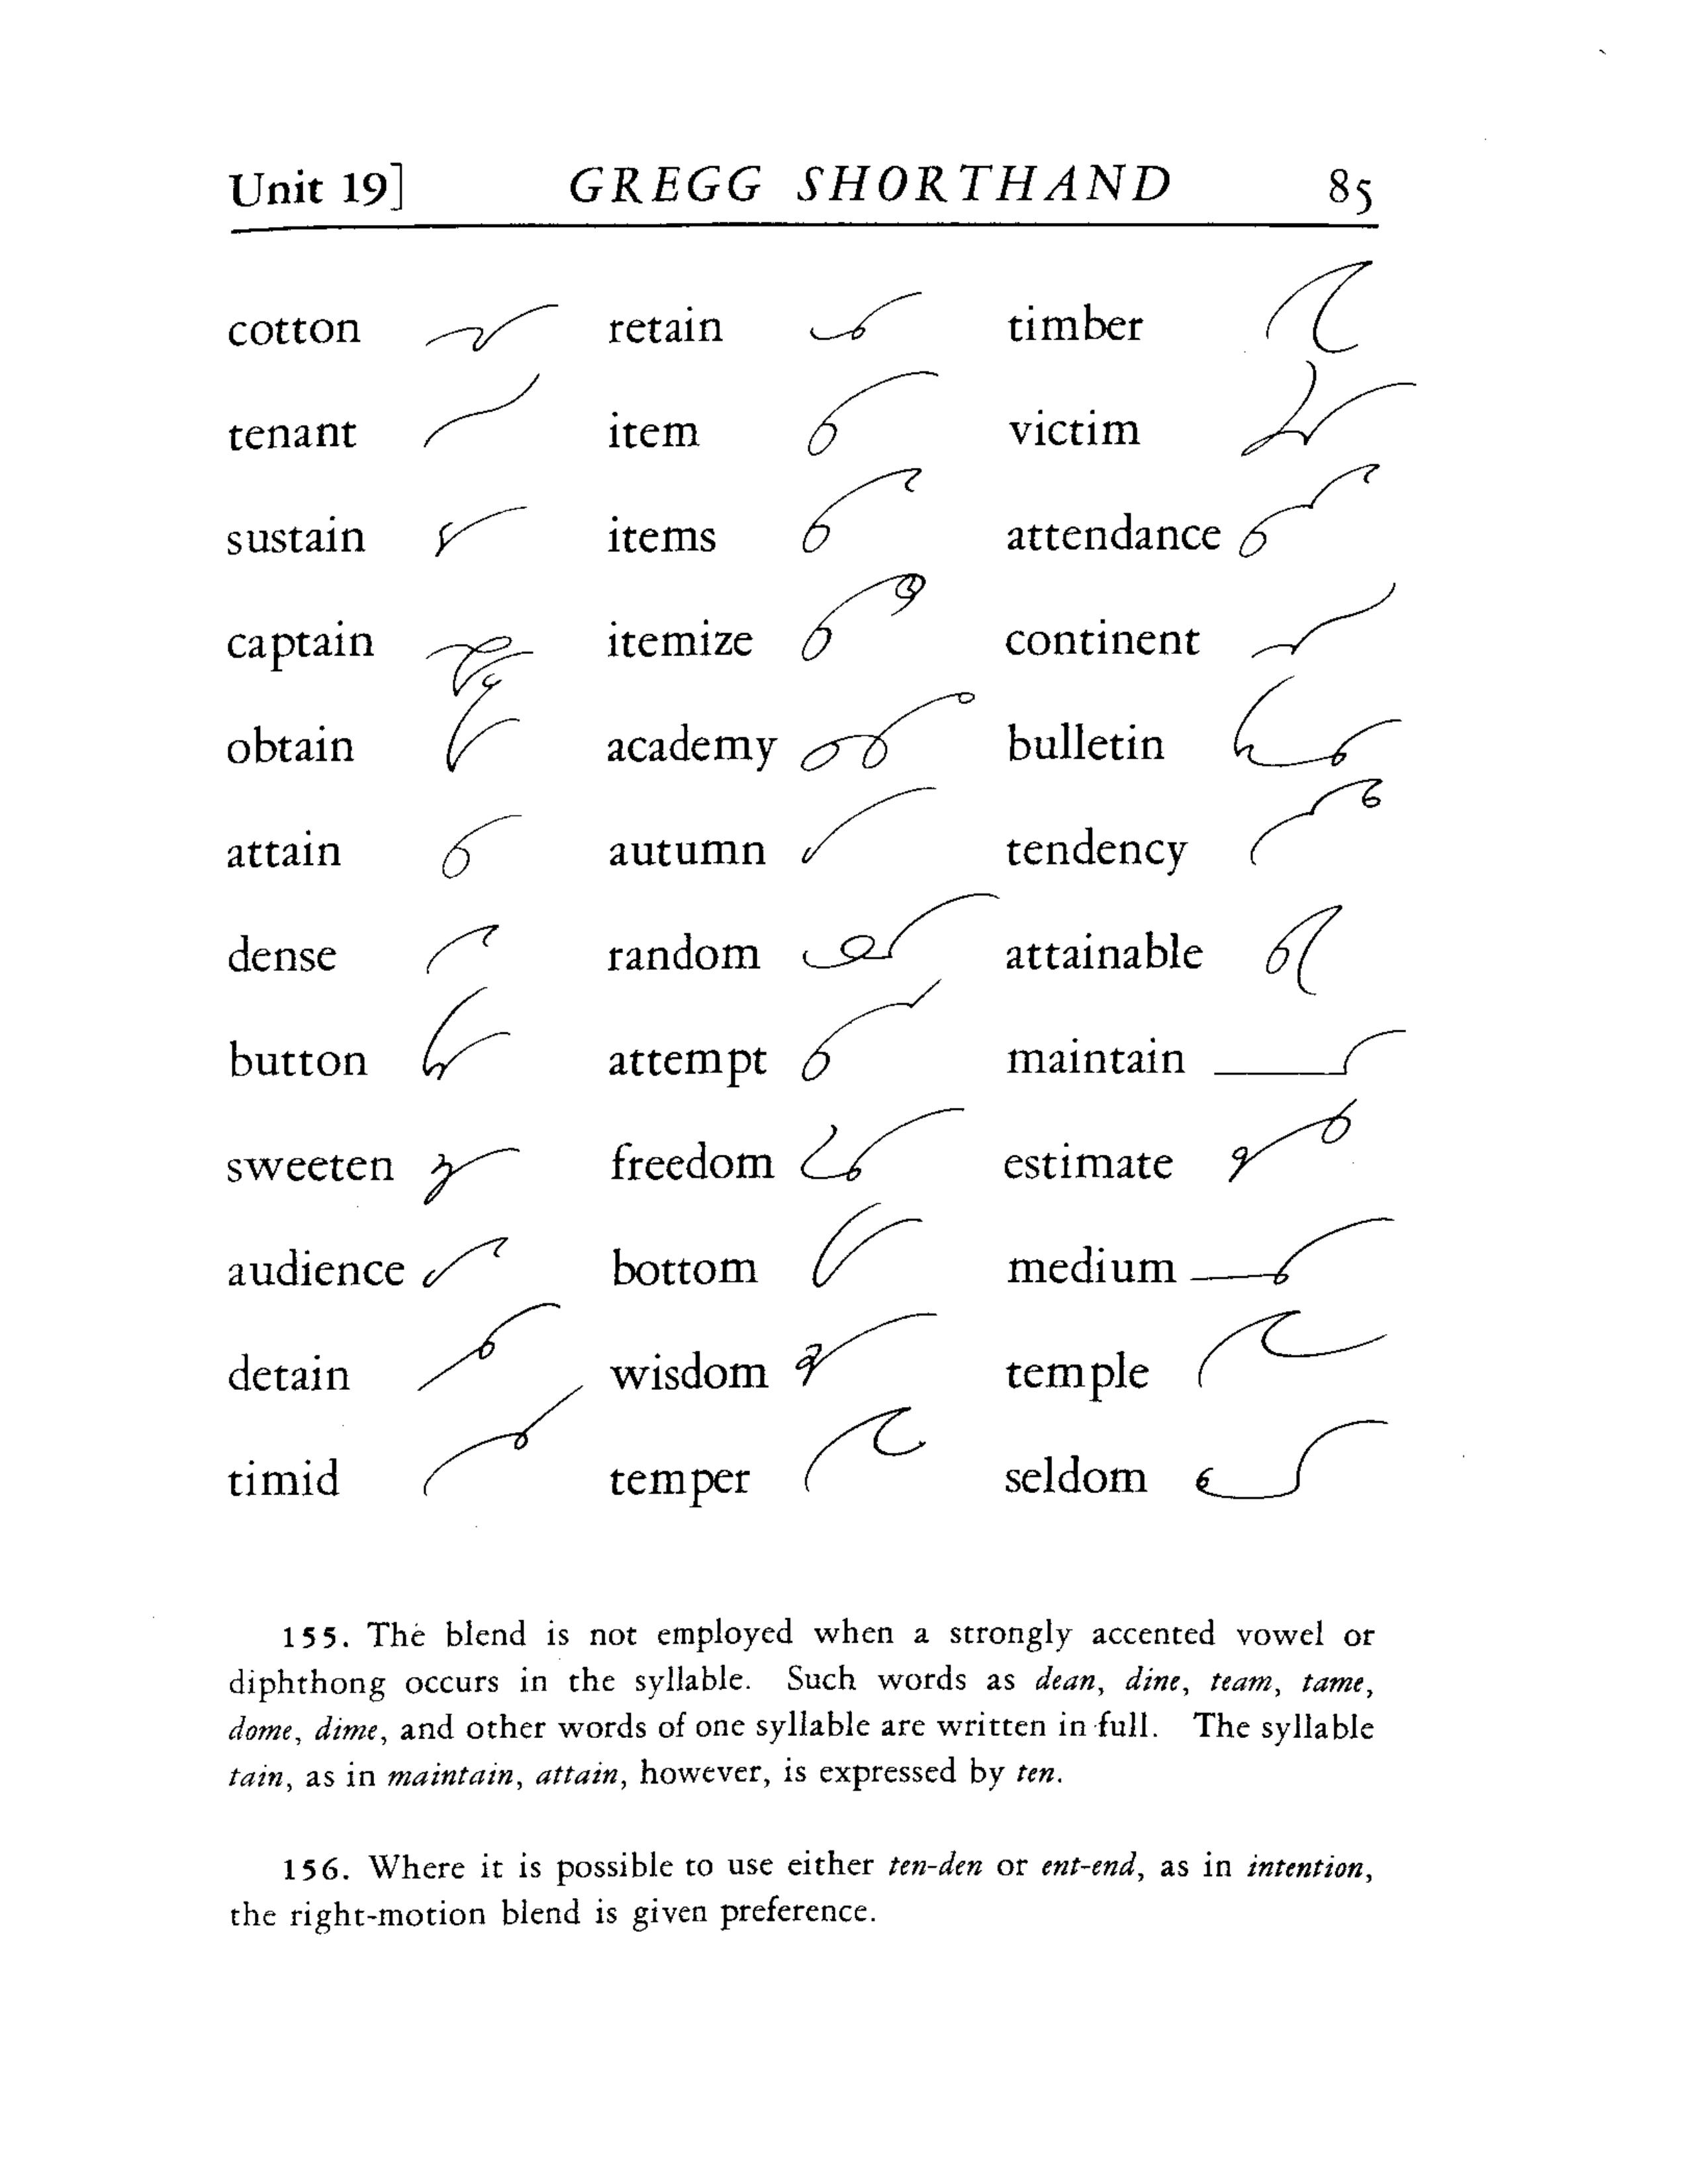 Unit 19] GREGG SHORTHAND 85
cotton retain timber
tenant item victim
sustain items attendance
captain itemize continent
obtain academy bulletin
attain autumn tendency
dense random attainable
button attempt maintain
sweeten freedom estimate
audience bottom medium
detain wisdom temple
timid temper seldom
155. The blend is not employed when a strongly accented vowel or
diphthong occurs in the syllable. Such words as dean, dine, team, tame,
dome, dime, and other words of one syllable are written in full. The syllable
tain, as in maintain, attain, however, is expressed by ten.
156. Where it is possible to use either ten-den or ent-end, as in intention,
the right-motion blend is given preference.